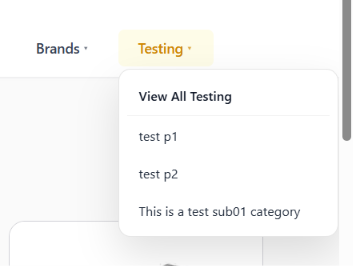 Brands
Testing
View All Testing
test p1
test p2
This is a test sub01 category